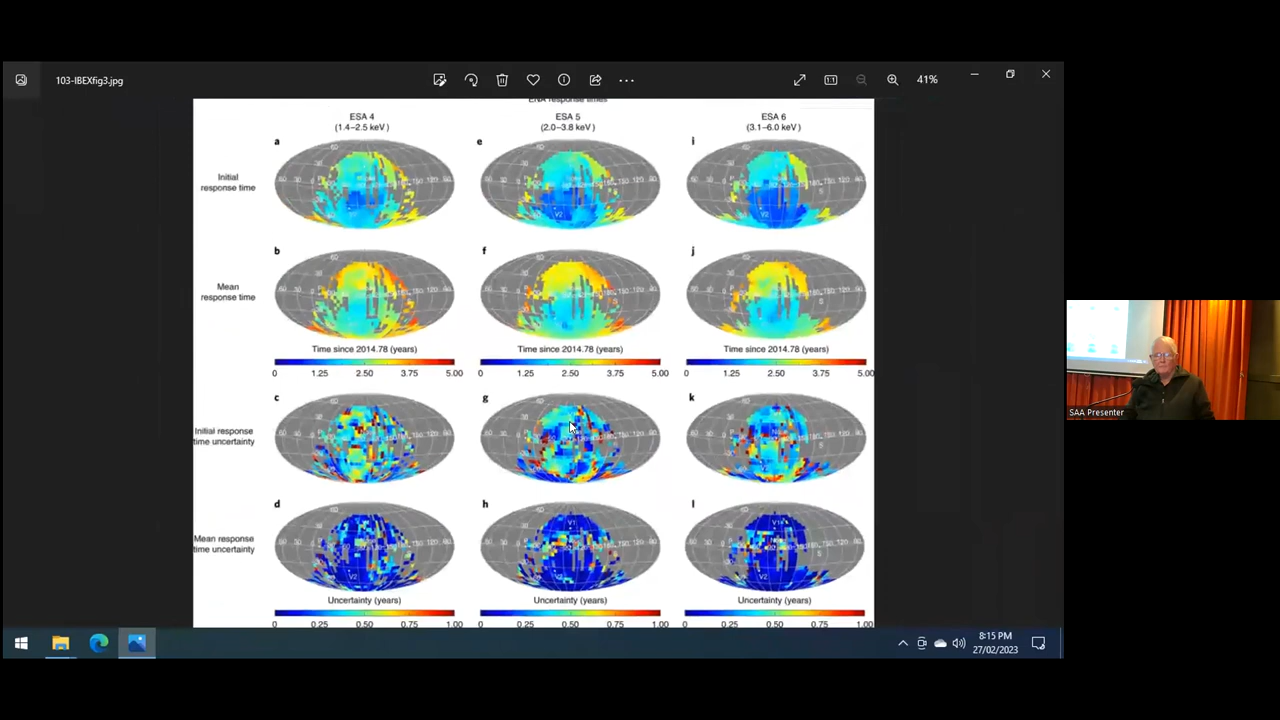 103-IBEXfig3.jpg
41%
ENA response times
ESA 4
(1.4–2.5 keV)
ESA 5
(2.0–3.8 keV)
ESA 6
(3.1–6.0 keV)
a
e
i
Initial
response time
V2
V2
b
f
j
Mean
response time
Time since 2014.78 (years)
Time since 2014.78 (years)
Time since 2014.78 (years)
0 1.25 2.50 3.75 5.00
0 1.25 2.50 3.75 5.00
0 1.25 2.50 3.75 5.00
c
g
k
Initial response
time uncertainty
d
h
l
Mean response
time uncertainty
V1
V2
V2
V2
Uncertainty (years)
Uncertainty (years)
Uncertainty (years)
0 0.25 0.50 0.75 1.00
0 0.25 0.50 0.75 1.00
0 0.25 0.50 0.75 1.00
SAA Presenter
8:15 PM
27/02/2023